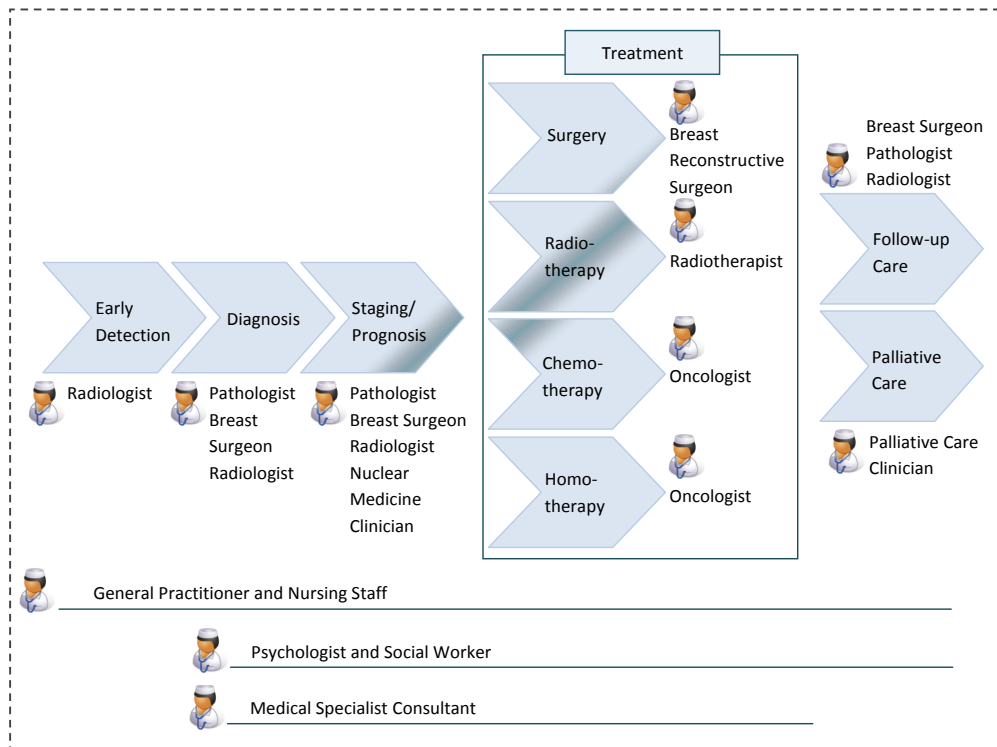 Treatment
Surgery
Breast
Reconstructive
Surgeon
Radio-
therapy
Radiotherapist
Chemo-
therapy
Oncologist
Homo-
therapy
Oncologist
Early
Detection
Radiologist
Diagnosis
Pathologist
Breast
Surgeon
Radiologist
Staging/
Prognosis
Pathologist
Breast Surgeon
Radiologist
Nuclear
Medicine
Clinician
Breast Surgeon
Pathologist
Radiologist
Follow-up
Care
Palliative
Care
Palliative Care
Clinician
General Practitioner and Nursing Staff
Psychologist and Social Worker
Medical Specialist Consultant